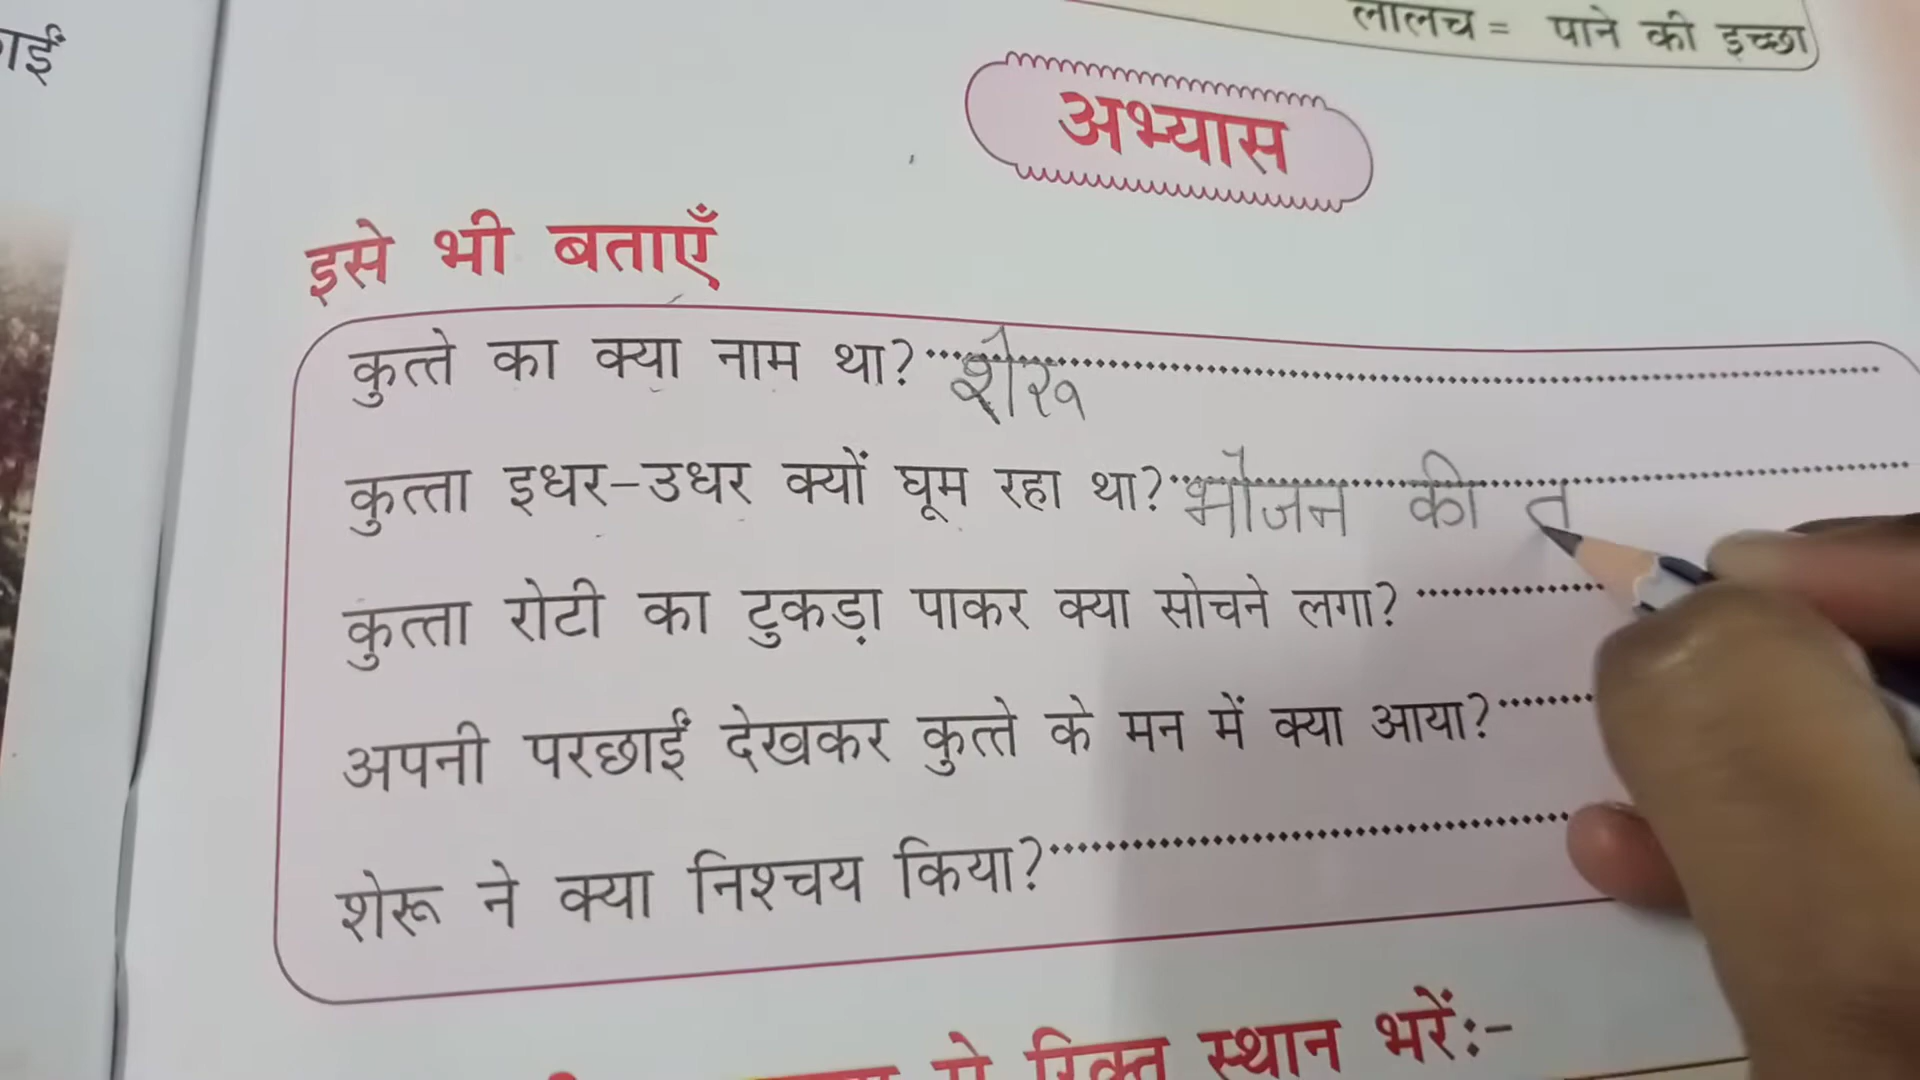 लालच = पाने की इच्छा
अभ्यास
इसे भी बताएँ
कुत्ते का क्या नाम था? शेरू
कुत्ता इधर-उधर क्यों घूम रहा था? भोजन की त
कुत्ता रोटी का टुकड़ा पाकर क्या सोचने लगा?
अपनी परछाईं देखकर कुत्ते के मन में क्या आया?
शेरू ने क्या निश्चय किया?
रिक्त स्थान भरें:-